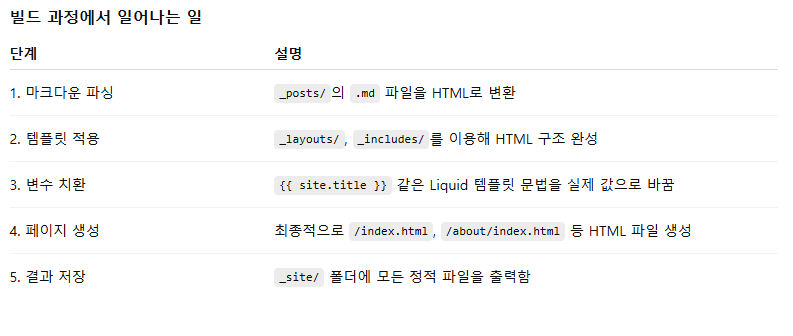 빌드 과정에서 일어나는 일
단계 설명
1. 마크다운 파싱 _posts/의 .md 파일을 HTML로 변환
2. 템플릿 적용 _layouts/, _includes/를 이용해 HTML 구조 완성
3. 변수 치환 {{ site.title }} 같은 Liquid 템플릿 문법을 실제 값으로 바꿈
4. 페이지 생성 최종적으로 /index.html, /about/index.html 등 HTML 파일 생성
5. 결과 저장 _site/ 폴더에 모든 정적 파일을 출력함